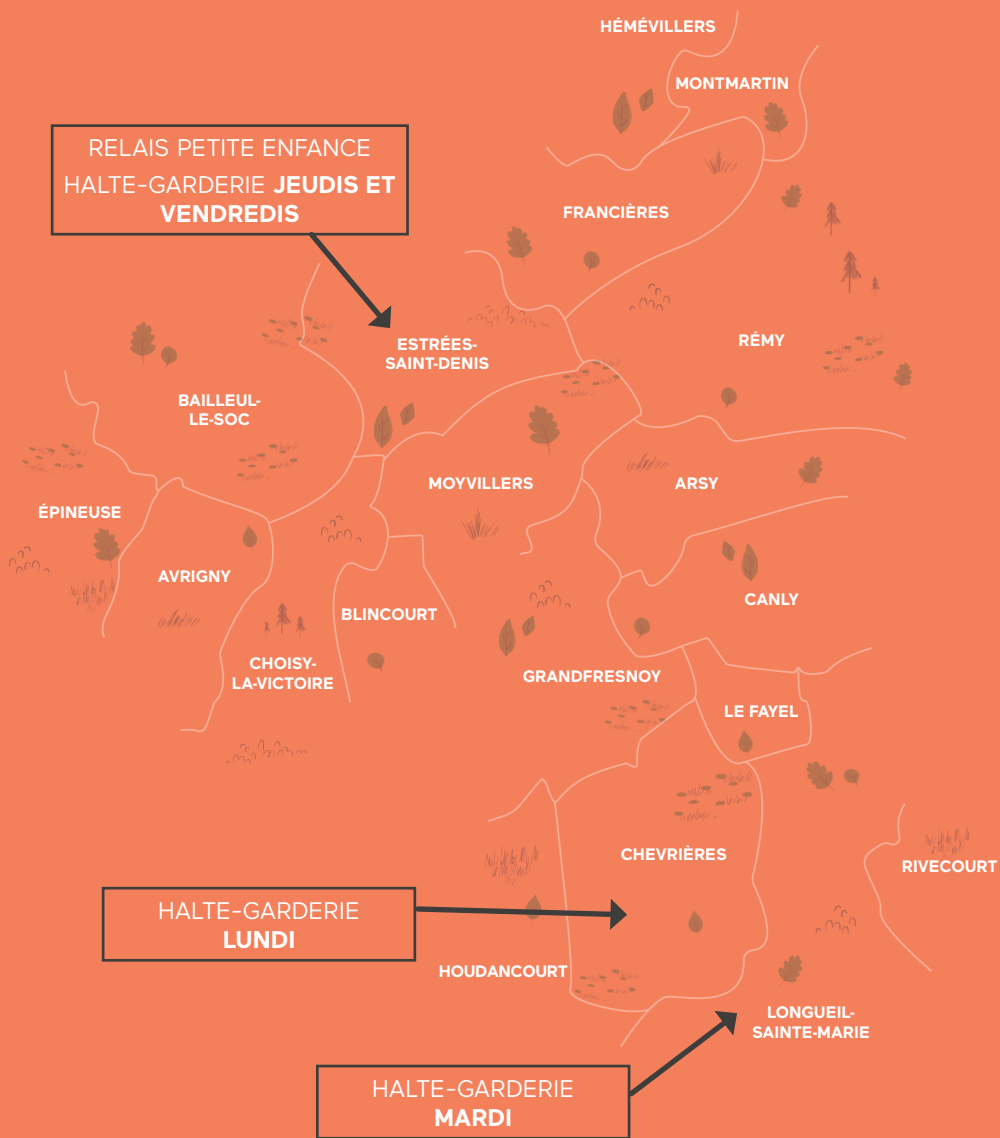 HÉMÉVILLERS
MONTMARTIN
RELAIS PETITE ENFANCE
HALTE-GARDERIE JEUDIS ET
VENDREDIS
FRANCIÈRES
ESTRÉES-
SAINT-DENIS
RÉMY
BAILLEUL-
LE-SOC
MOYVILLERS
ARSY
ÉPINEUSE
AVRIGNY
BLINCOURT
CANLY
CHOISY-
LA-VICTOIRE
GRANDFRESNOY
LE FAYEL
CHEVRIÈRES
RIVECOURT
HALTE-GARDERIE
LUNDI
HOUDANCOURT
LONGUEIL-
SAINTE-MARIE
HALTE-GARDERIE
MARDI